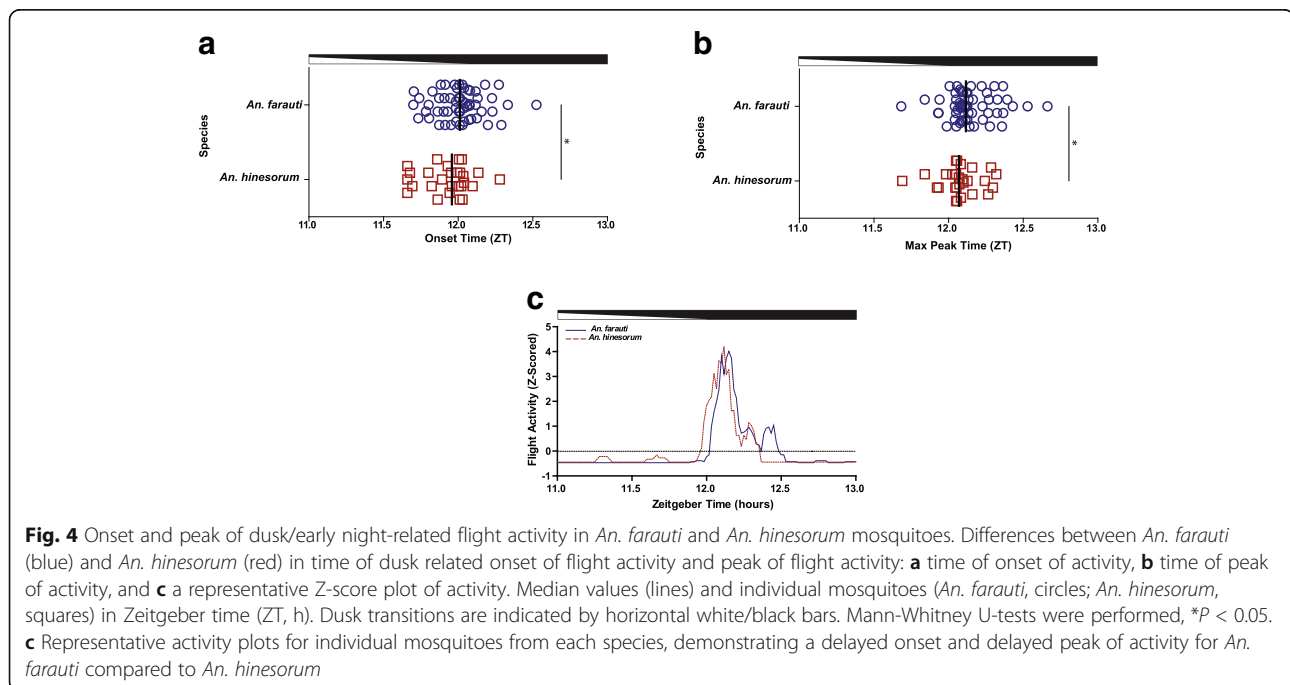 a
An. farauti
Species
An. hinesorum
*
11.0 11.5 12.0 12.5 13.0
Onset Time (ZT)
b
An. farauti
Species
An. hinesorum
*
11.0 11.5 12.0 12.5 13.0
Max Peak Time (ZT)
c
An. farauti
An. hinesorum
Flight Activity (Z-Scored)
5
4
3
2
1
0
-1
11.0 11.5 12.0 12.5 13.0
Zeitgeber Time (hours)
Fig. 4 Onset and peak of dusk/early night-related flight activity in An. farauti and An. hinesorum mosquitoes. Differences between An. farauti
(blue) and An. hinesorum (red) in time of dusk related onset of flight activity and peak of flight activity: a time of onset of activity, b time of peak
of activity, and c a representative Z-score plot of activity. Median values (lines) and individual mosquitoes (An. farauti, circles; An. hinesorum,
squares) in Zeitgeber time (ZT, h). Dusk transitions are indicated by horizontal white/black bars. Mann-Whitney U-tests were performed, *P < 0.05.
c Representative activity plots for individual mosquitoes from each species, demonstrating a delayed onset and delayed peak of activity for An.
farauti compared to An. hinesorum